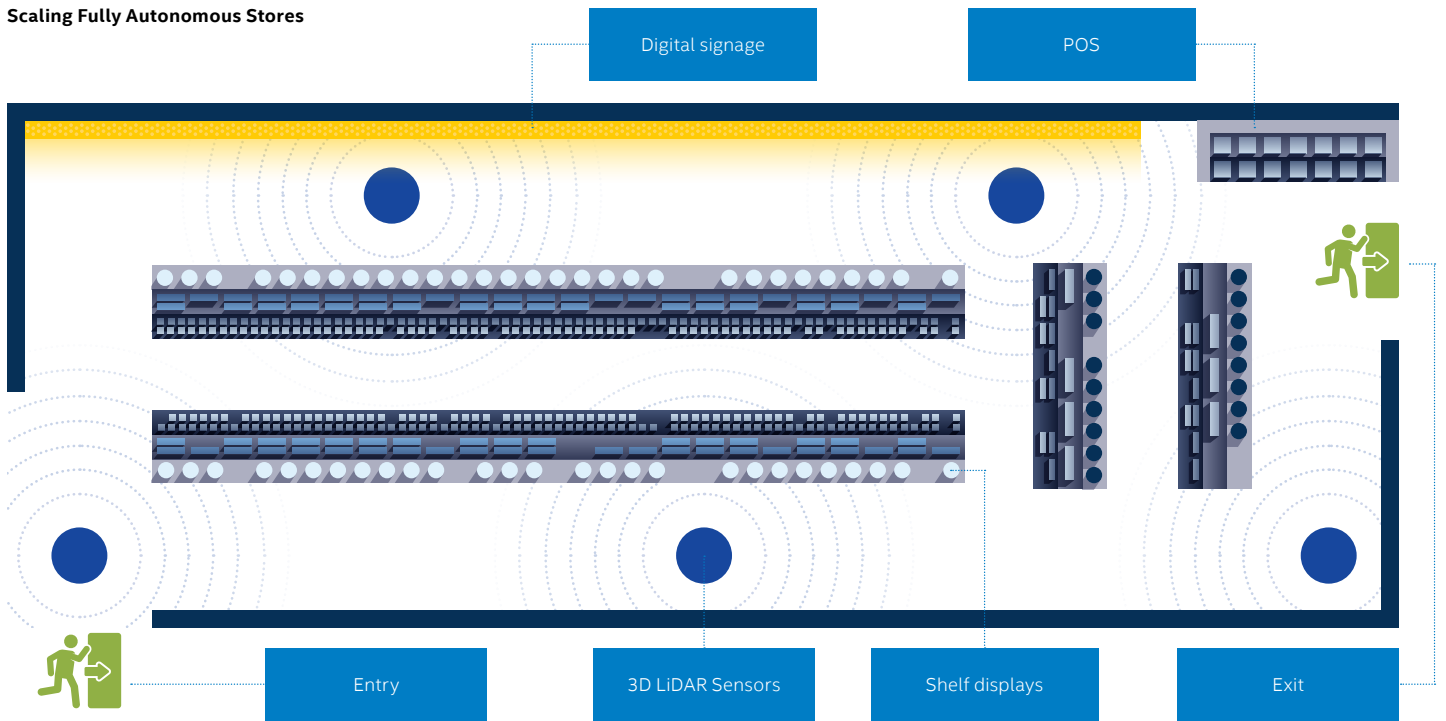 Scaling Fully Autonomous Stores
Digital signage
POS
Entry
3D LiDAR Sensors
Shelf displays
Exit